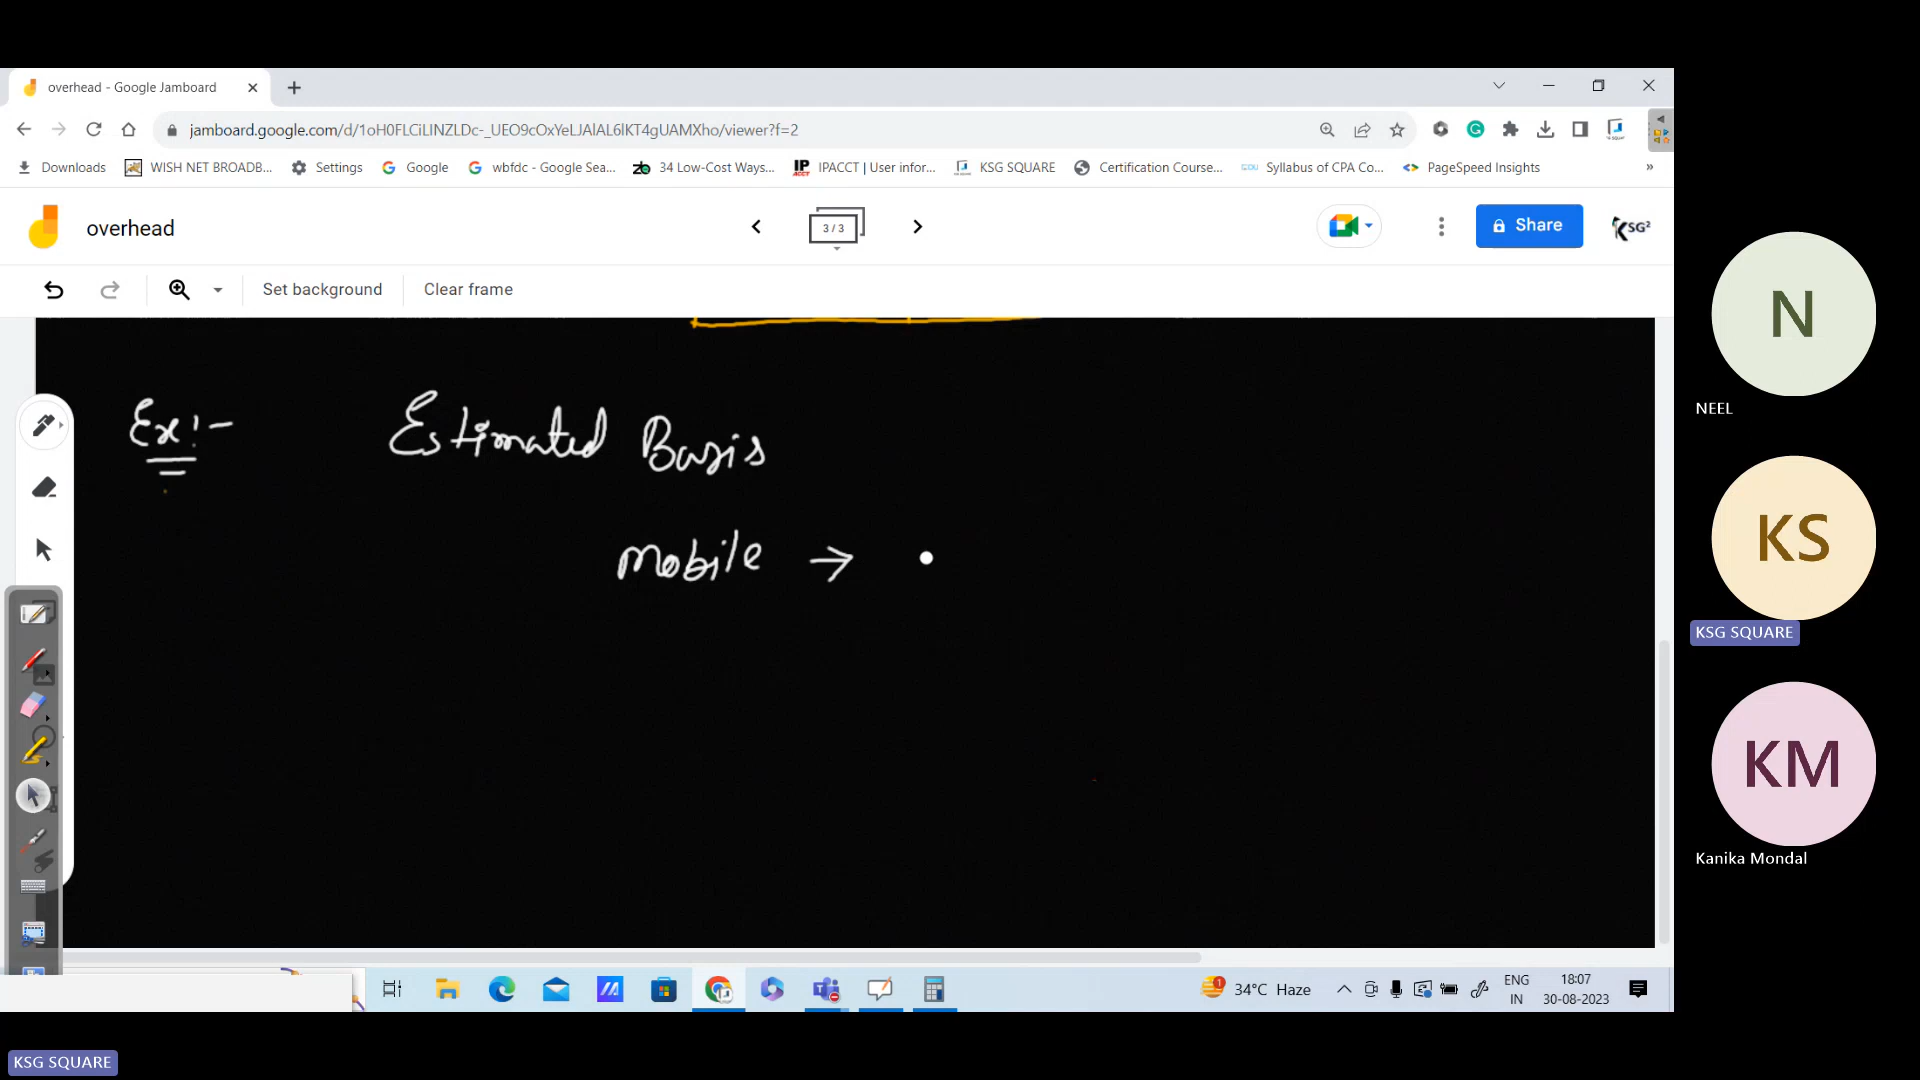 overhead - Google Jamboard
jamboard.google.com/d/1oH0FLCiLINZLDc-_UEO9cOxYeLJAlAL6lKT4gUAMXho/viewer?f=2
Downloads WISH NET BROADB... Settings Google wbfdc - Google Sea... 34 Low-Cost Ways... IPACCT | User infor... KSG SQUARE Certification Course... Syllabus of CPA Co... PageSpeed Insights »
overhead 3 / 3 Share KSG²
Set background Clear frame
Ex:- Estimated Basis
Mobile →
N
NEEL
KS
KSG SQUARE
KM
Kanika Mondal
34°C Haze ENG IN 18:07 30-08-2023
KSG SQUARE